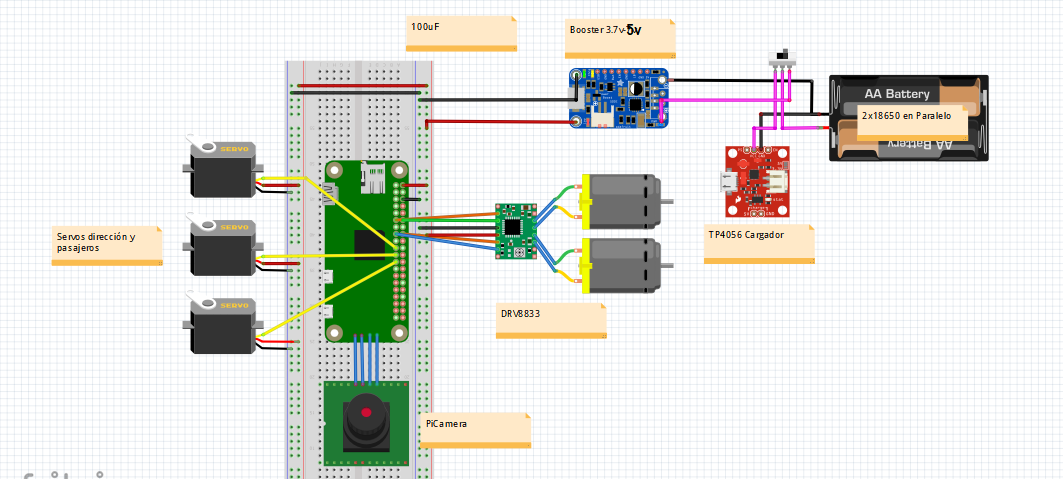 100uF
Booster 3.7v-5v
AA Battery
2x18650 en Paralelo
AA Battery
SERVO
Servos dirección y
pasajeros
SERVO
TP4056 Cargador
SERVO
DRV8833
PiCamera